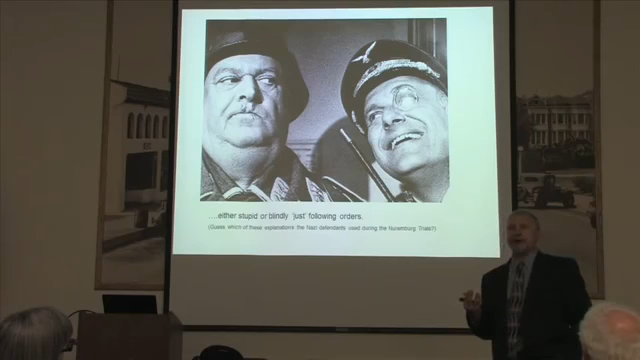 ....either stupid or blindly 'just' following orders.
(Guess which of these explanations the Nazi defendants' used during the Nuremburg Trials?)